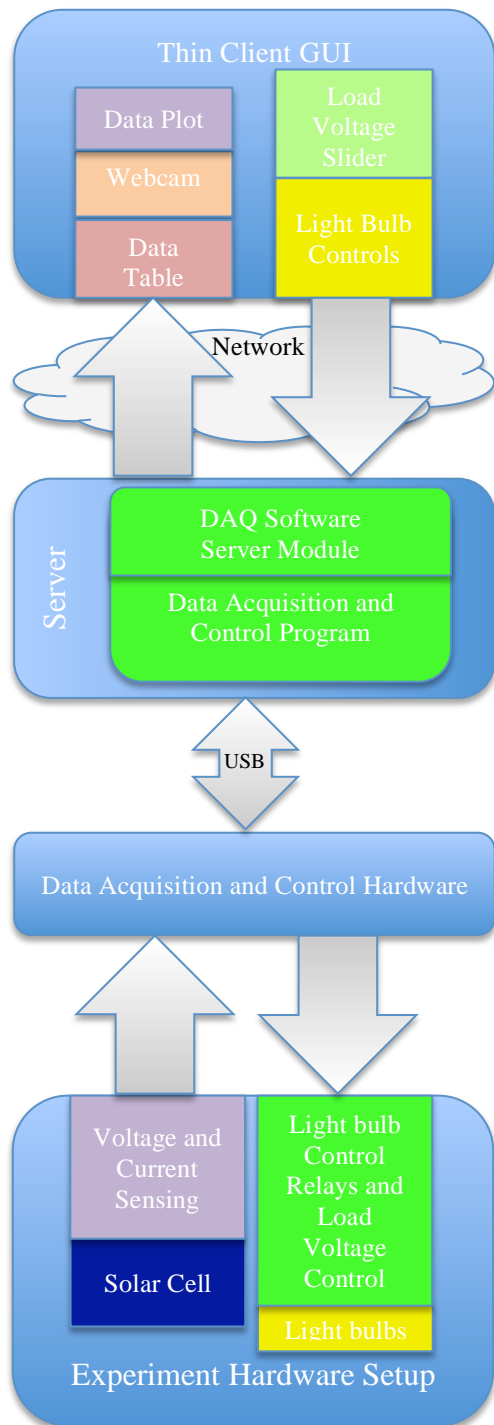 Thin Client GUI
Data Plot
Webcam
Data
Table
Load
Voltage
Slider
Light Bulb
Controls
Network
Server
DAQ Software
Server Module
Data Acquisition and
Control Program
USB
Data Acquisition and Control Hardware
Voltage and
Current
Sensing
Solar Cell
Light bulb
Control
Relays and
Load
Voltage
Control
Light bulbs
Experiment Hardware Setup